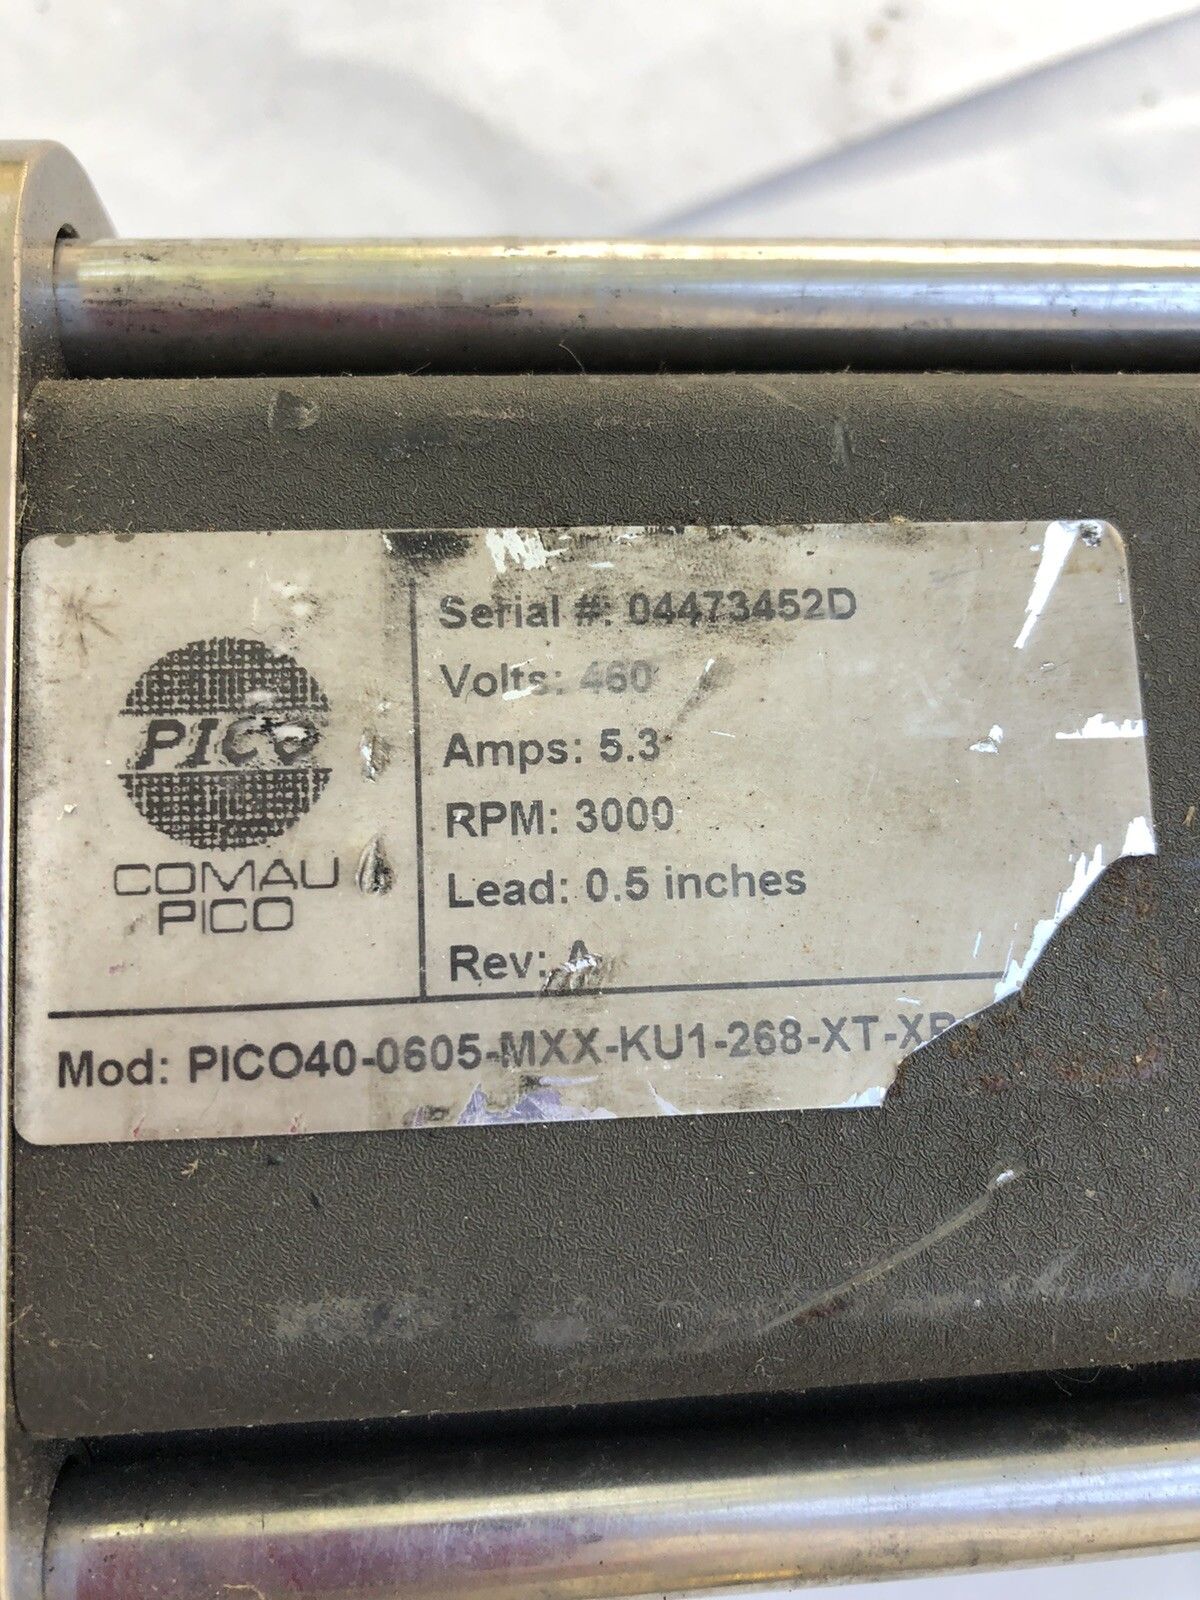 PICO
COMAU
PICO
Serial #: 04473452D
Volts: 460
Amps: 5.3
RPM: 3000
Lead: 0.5 inches
Rev: A
Mod: PICO40-0605-MXX-KU1-268-XT-